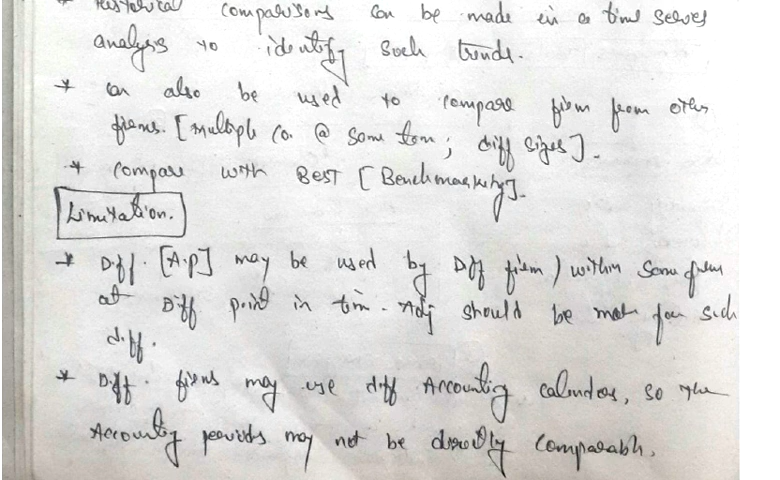 * Historical comparisons can be made in a time series
analysis to identify such trends.
* can also be used to compare firm from other
firms. [Multiple Co. @ Same tim ; diff sizes].
* compare with BEST [Benchmarking].
Limitation.
* Diff. [A.p] may be used by Diff firm / within same firm
at Diff point in tim. Adj should be made for such
diff.
* Diff. firms may use diff Accounting calendars, so the
Accounting periods may not be directly comparable.